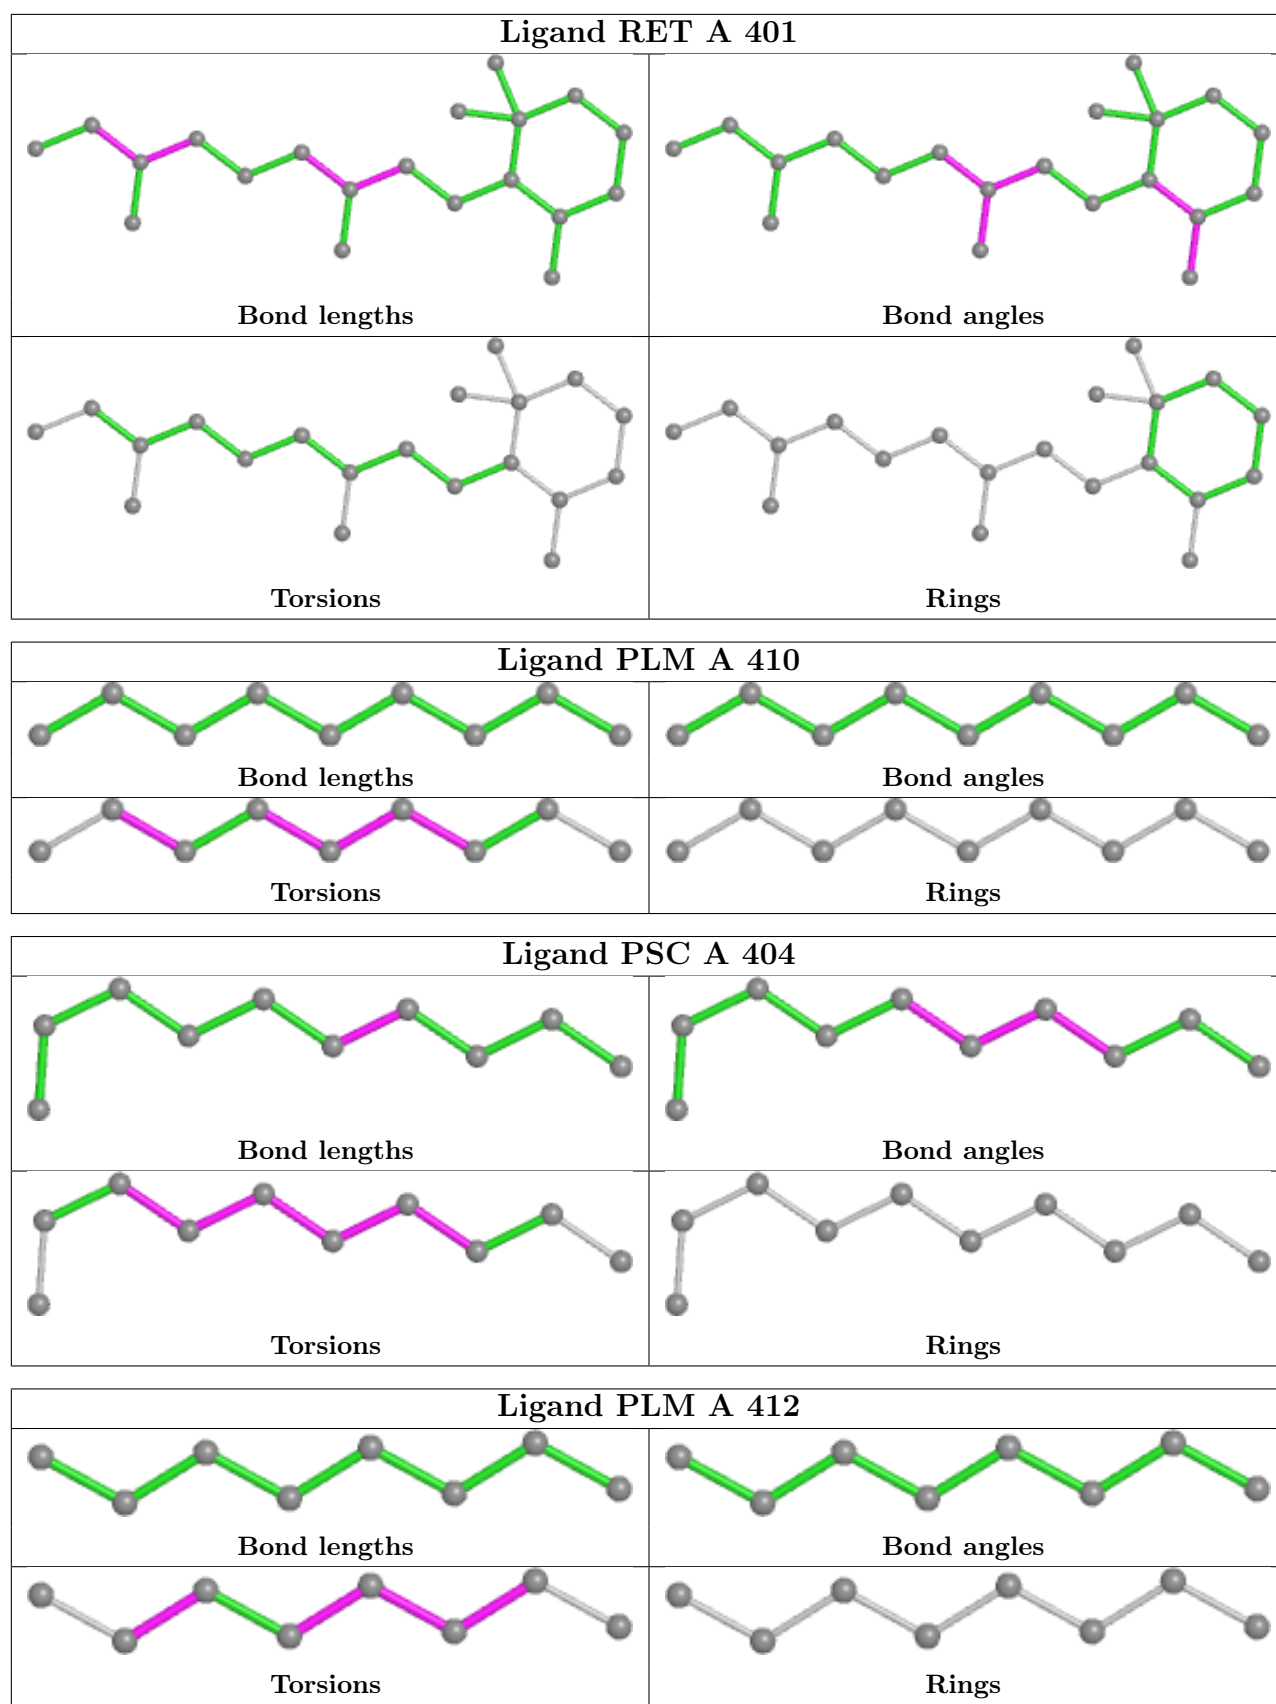 Ligand RET A 401
Bond lengths
Bond angles
Torsions
Rings
Ligand PLM A 410
Bond lengths
Bond angles
Torsions
Rings
Ligand PSC A 404
Bond lengths
Bond angles
Torsions
Rings
Ligand PLM A 412
Bond lengths
Bond angles
Torsions
Rings